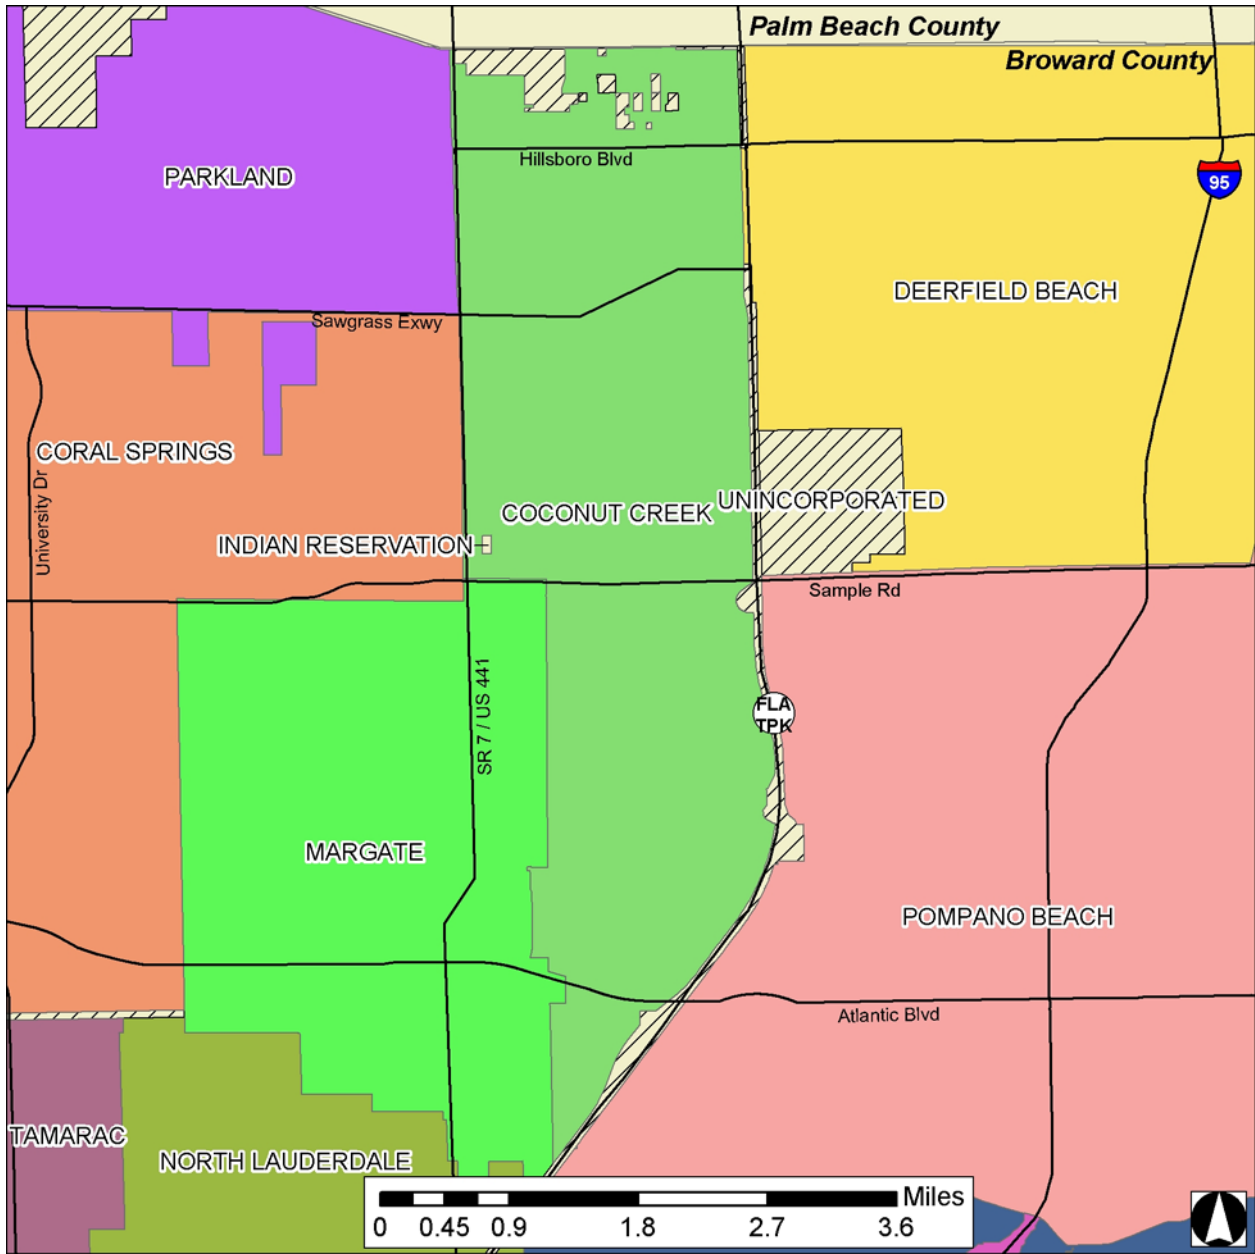 Palm Beach County
Broward County
Hillsboro Blvd
PARKLAND
95
DEERFIELD BEACH
Sawgrass Exwy
CORAL SPRINGS
University Dr
COCONUT CREEK
UNINCORPORATED
INDIAN RESERVATION
Sample Rd
SR 7 / US 441
FLA
TPK
MARGATE
POMPANO BEACH
Atlantic Blvd
TAMARAC
NORTH LAUDERDALE
Miles
0 0.45 0.9 1.8 2.7 3.6